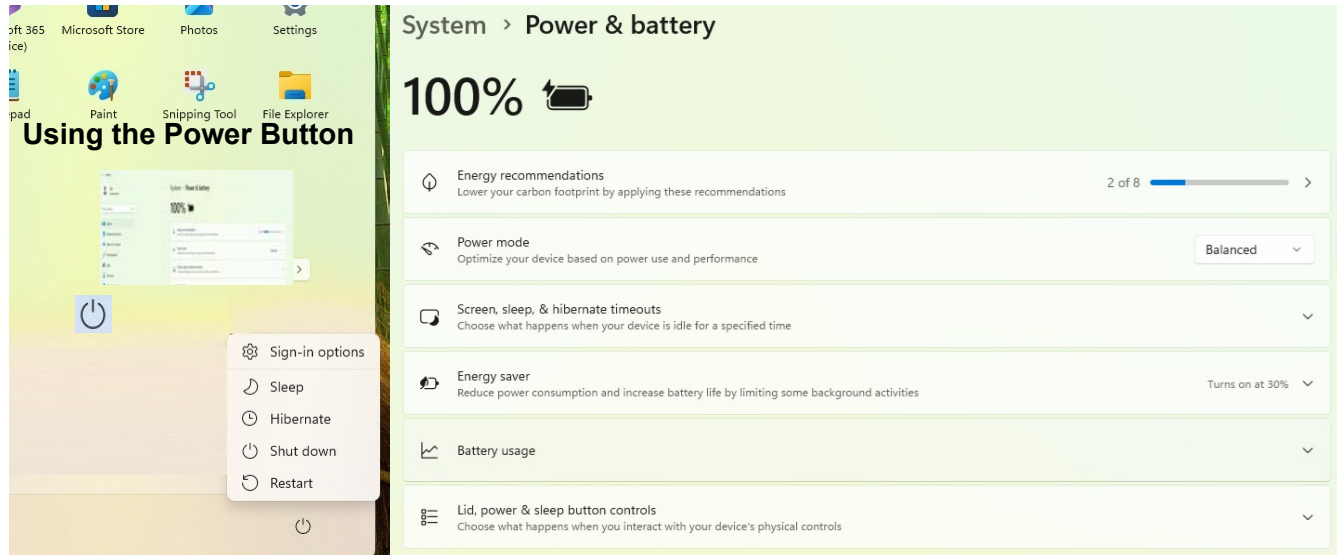 oft 365
Microsoft Store
Photos
Settings
ice)
pad
Paint
Snipping Tool
File Explorer
Using the Power Button
System > Power & battery
100%
Sign-in options
Sleep
Hibernate
Shut down
Restart
System > Power & battery
100%
Energy recommendations
Lower your carbon footprint by applying these recommendations
2 of 8
Power mode
Optimize your device based on power use and performance
Balanced
Screen, sleep, & hibernate timeouts
Choose what happens when your device is idle for a specified time
Energy saver
Reduce power consumption and increase battery life by limiting some background activities
Turns on at 30%
Battery usage
Lid, power & sleep button controls
Choose what happens when you interact with your device's physical controls